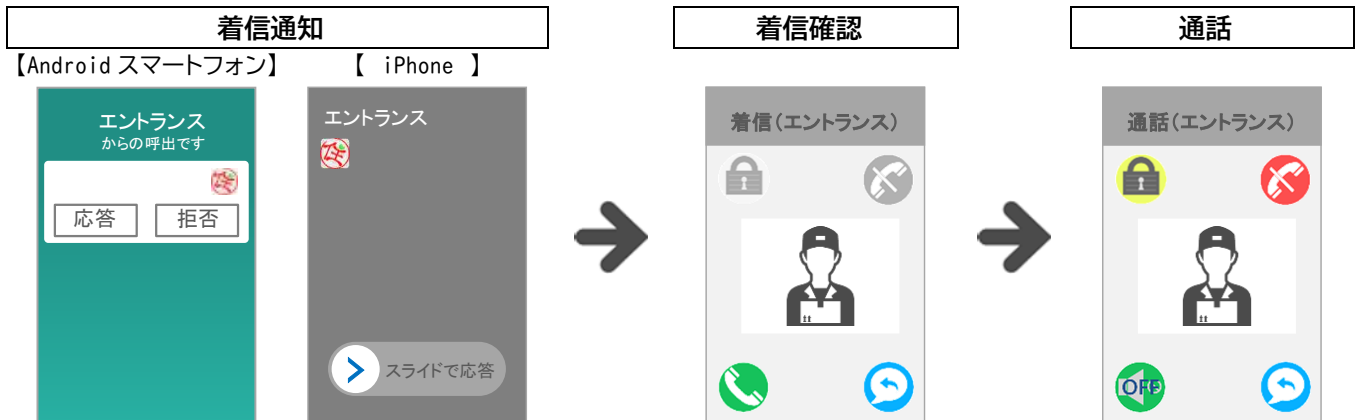 着信通知
【Android スマートフォン】
【 iPhone 】
エントランス
からの呼出です
住
応答
拒否
エントランス
住
スライドで応答
着信確認
着信(エントランス)
通話
通話(エントランス)
OFF